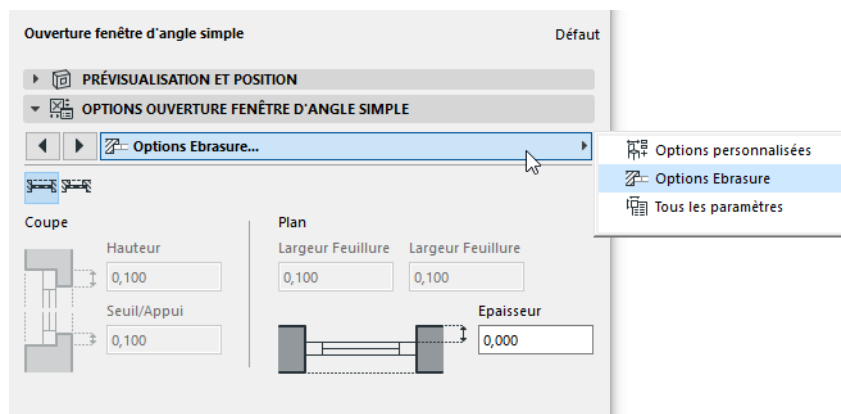 Ouverture fenêtre d'angle simple Défaut
PRÉVISUALISATION ET POSITION
OPTIONS OUVERTURE FENÊTRE D'ANGLE SIMPLE
Options Ebrasure...
Options personnalisées
Options Ebrasure
Tous les paramètres
Coupe Plan
Hauteur Largeur Feuillure Largeur Feuillure
0,100 0,100 0,100
Seuil/Appui Epaisseur
0,100 0,000